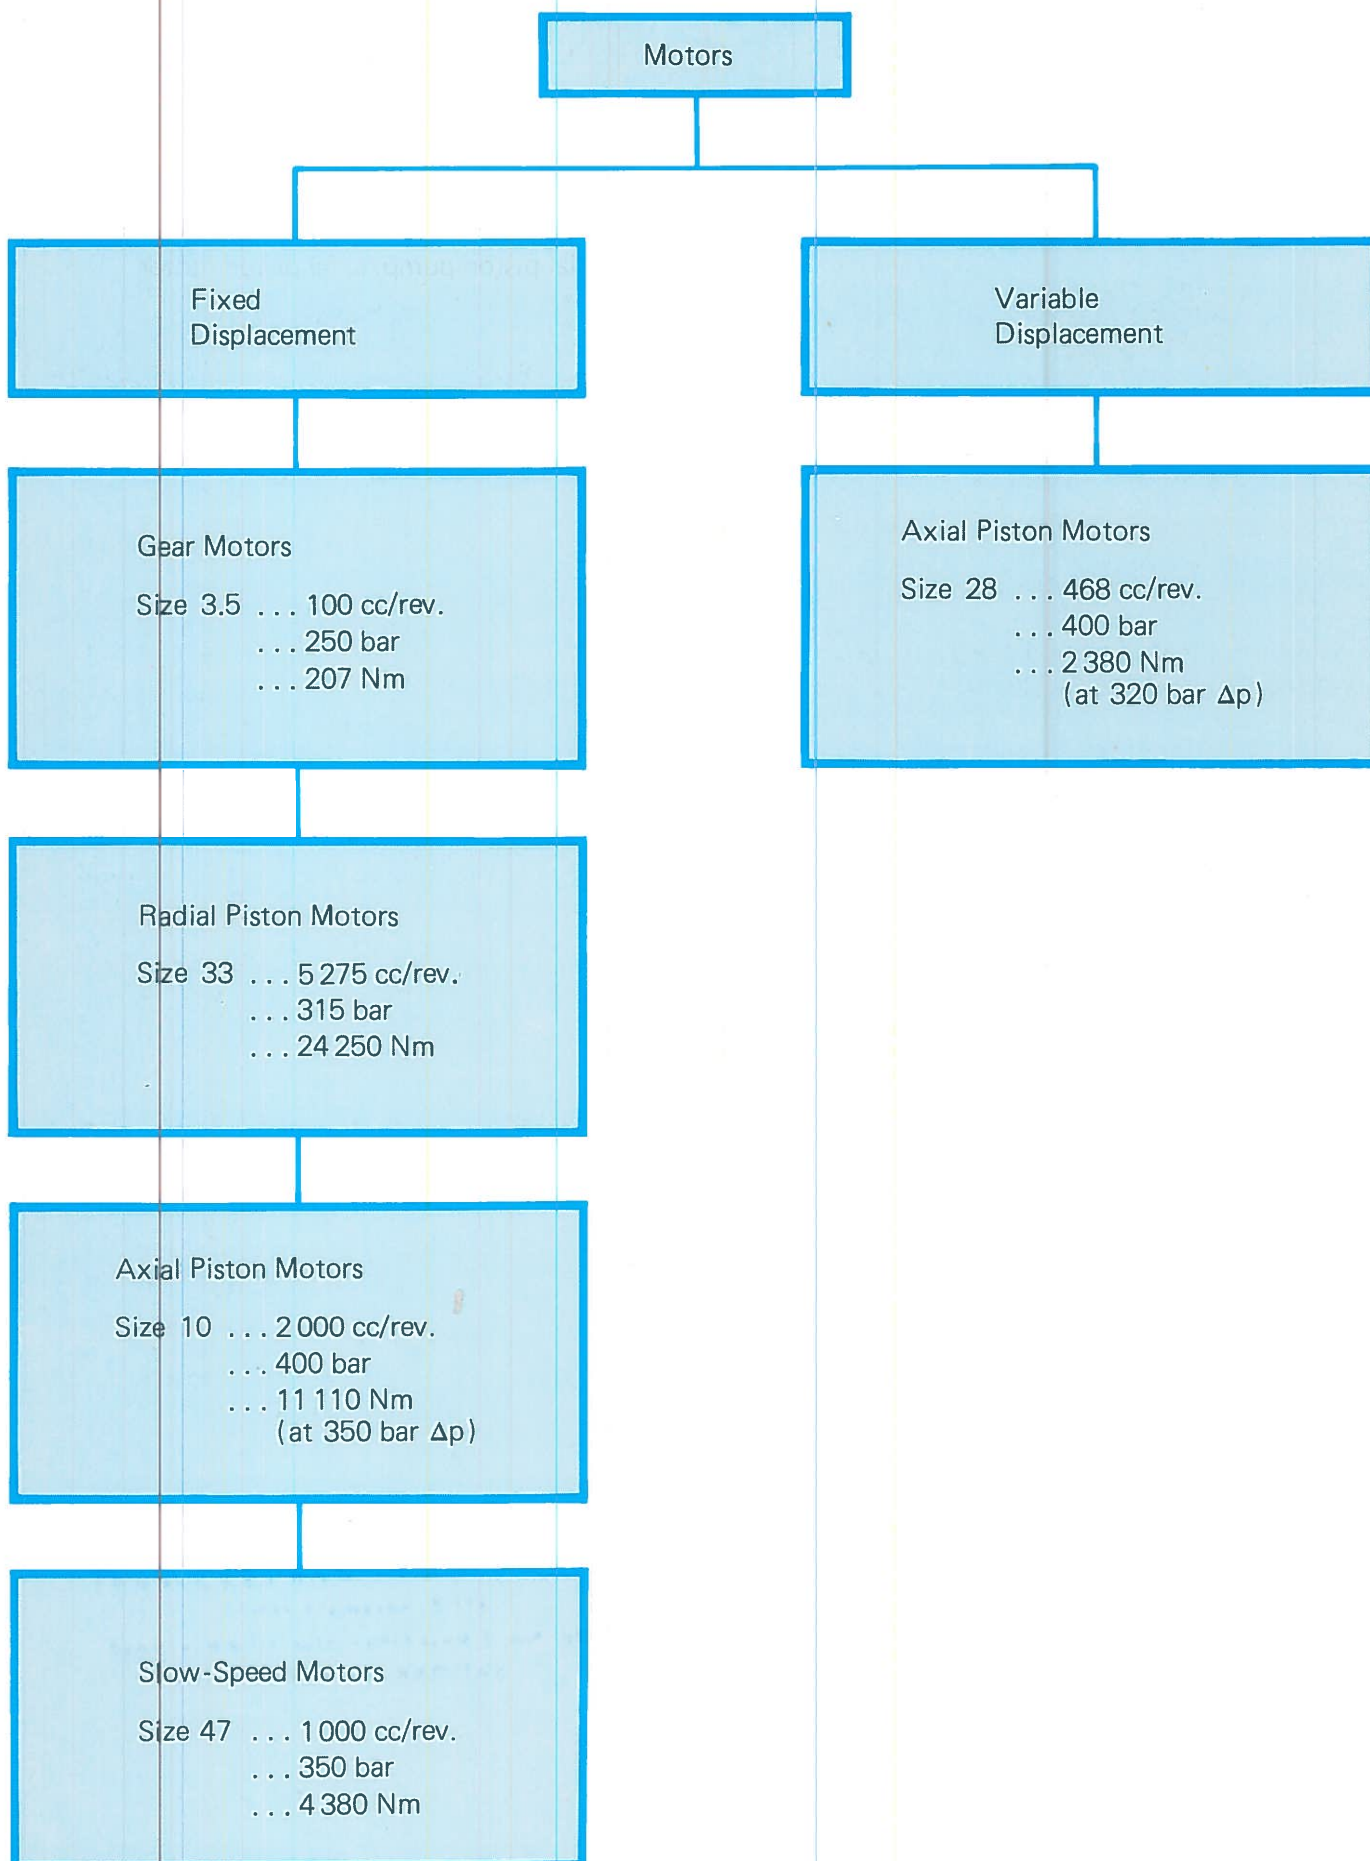 Motors
Fixed
Displacement
Variable
Displacement
Gear Motors
Size 3.5 ... 100 cc/rev.
... 250 bar
... 207 Nm
Axial Piston Motors
Size 28 ... 468 cc/rev.
... 400 bar
... 2 380 Nm
(at 320 bar Δp)
Radial Piston Motors
Size 33 ... 5 275 cc/rev.
... 315 bar
... 24 250 Nm
Axial Piston Motors
Size 10 ... 2 000 cc/rev.
... 400 bar
... 11 110 Nm
(at 350 bar Δp)
Slow-Speed Motors
Size 47 ... 1 000 cc/rev.
... 350 bar
... 4 380 Nm